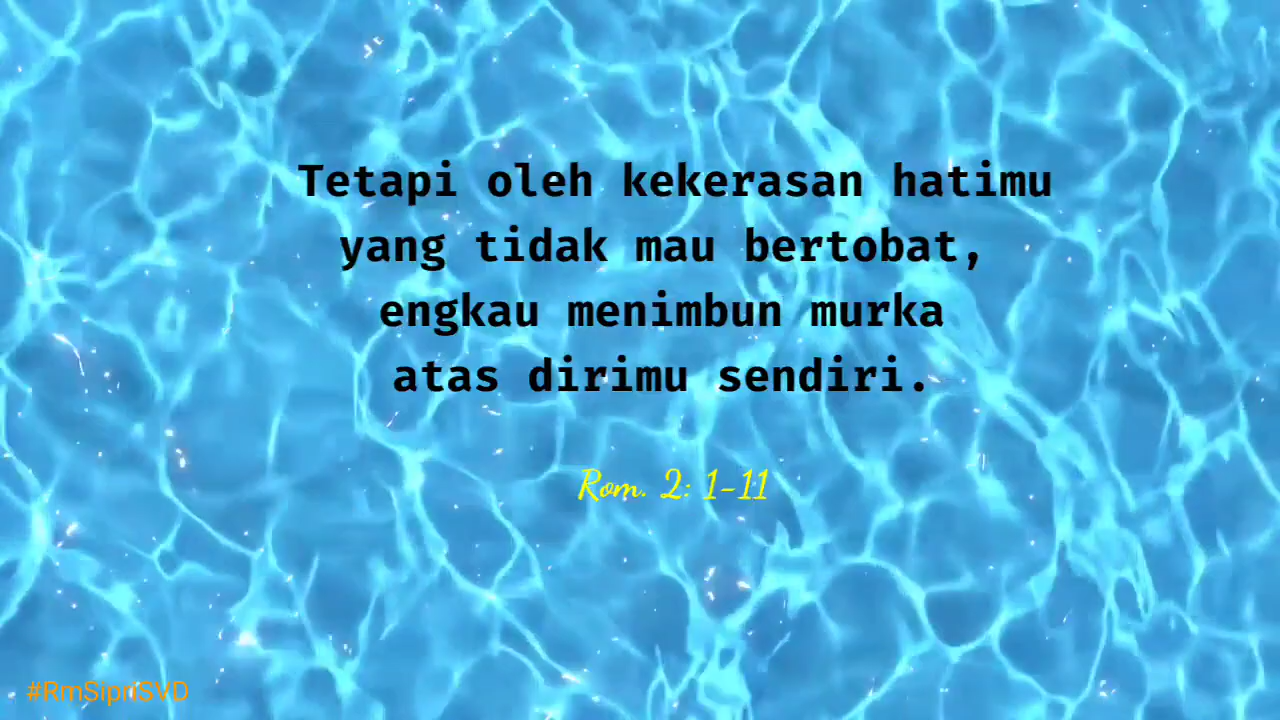 Tetapi oleh kekerasan hatimu
yang tidak mau bertobat,
engkau menimbun murka
atas dirimu sendiri.
Rom. 2: 1-11
#RmSipriSVD